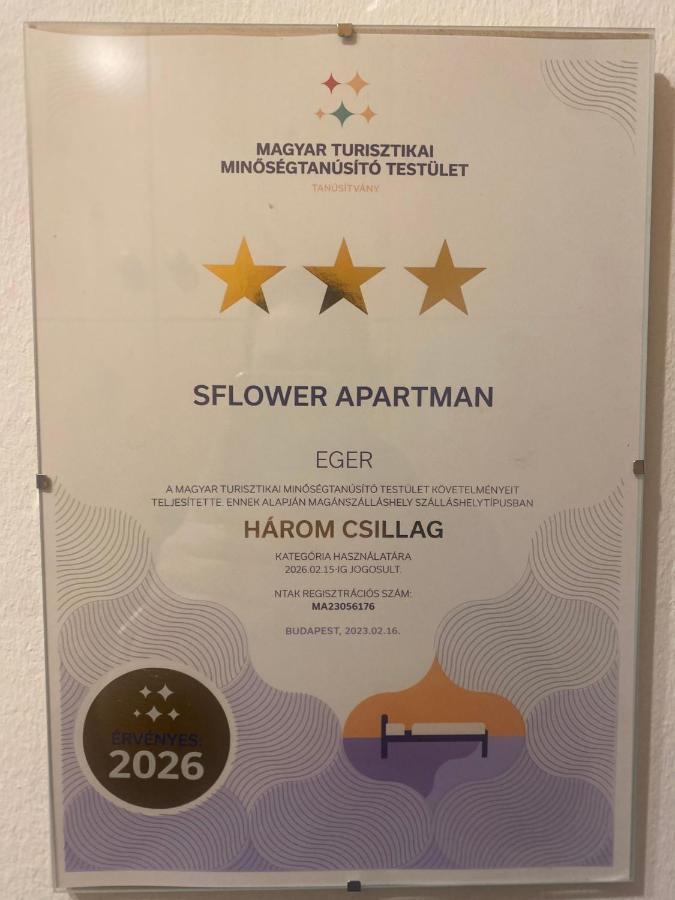 MAGYAR TURISZTIKAI
MINŐSÉGTANÚSÍTÓ TESTÜLET
TANÚSÍTVÁNY
SFLOWER APARTMAN
EGER
A MAGYAR TURISZTIKAI MINŐSÉGTANÚSÍTÓ TESTÜLET KÖVETELMÉNYEIT
TELJESÍTETTE. ENNEK ALAPJÁN MAGÁNSZÁLLÁSHELY SZÁLLÁSHELYTÍPUSBAN
HÁROM CSILLAG
KATEGÓRIA HASZNÁLATÁRA
2026.02.15-IG JOGOSULT.
NTAK REGISZTRÁCIÓS SZÁM:
MA23056176
BUDAPEST, 2023.02.16.
ÉRVÉNYES:
2026